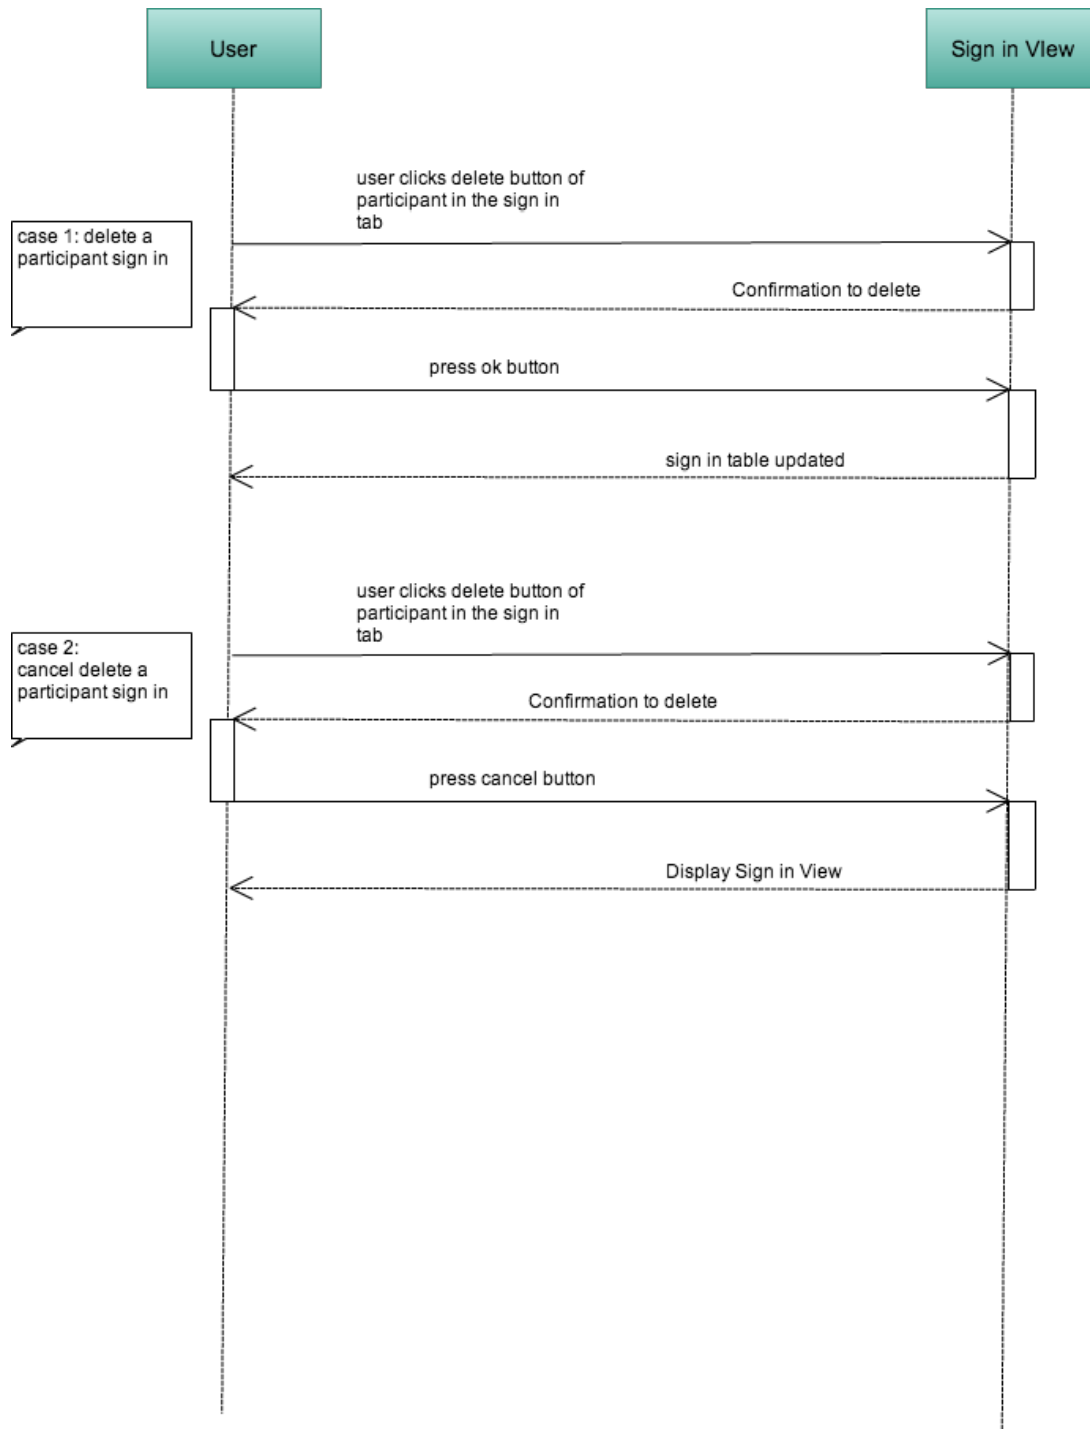 User
Sign in VIew
user clicks delete button of
participant in the sign in
tab
case 1: delete a
participant sign in
Confirmation to delete
press ok button
sign in table updated
user clicks delete button of
participant in the sign in
tab
case 2:
cancel delete a
participant sign in
Confirmation to delete
press cancel button
Display Sign in View